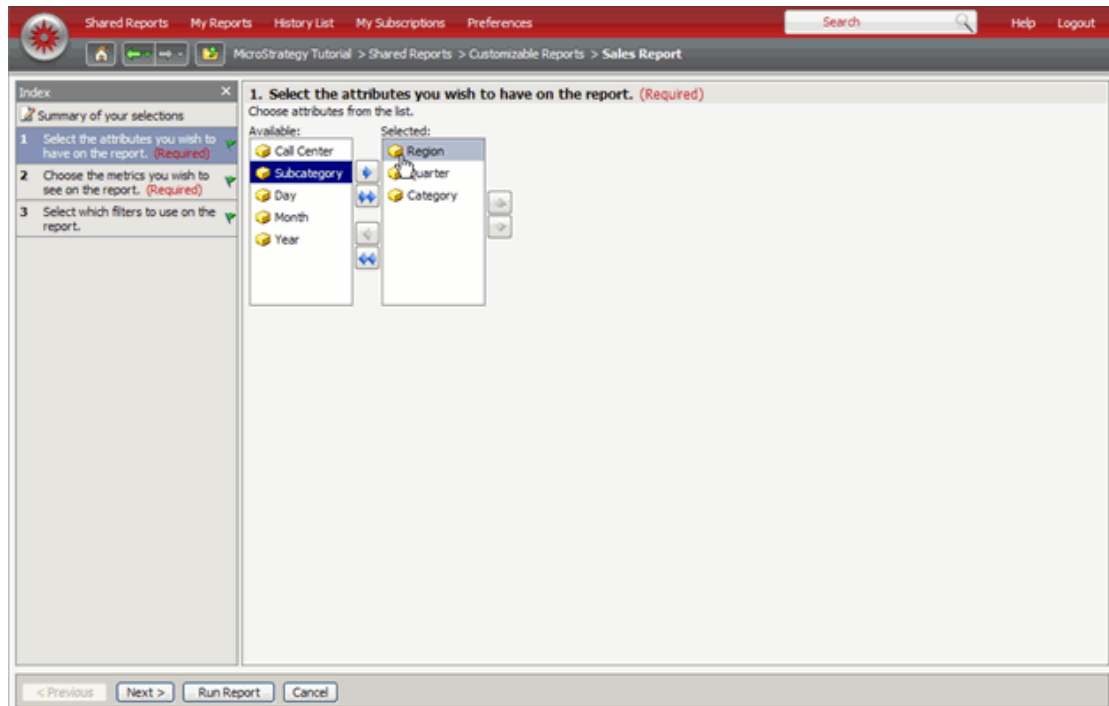 Shared Reports My Reports History List My Subscriptions Preferences Search Help Logout
MicroStrategy Tutorial > Shared Reports > Customizable Reports > Sales Report
Index
Summary of your selections
1 Select the attributes you wish to
have on the report. (Required)
2 Choose the metrics you wish to
see on the report. (Required)
3 Select which filters to use on the
report.
1. Select the attributes you wish to have on the report. (Required)
Choose attributes from the list.
Available:
Call Center
Subcategory
Day
Month
Year
Selected:
Region
Quarter
Category
< Previous Next > Run Report Cancel